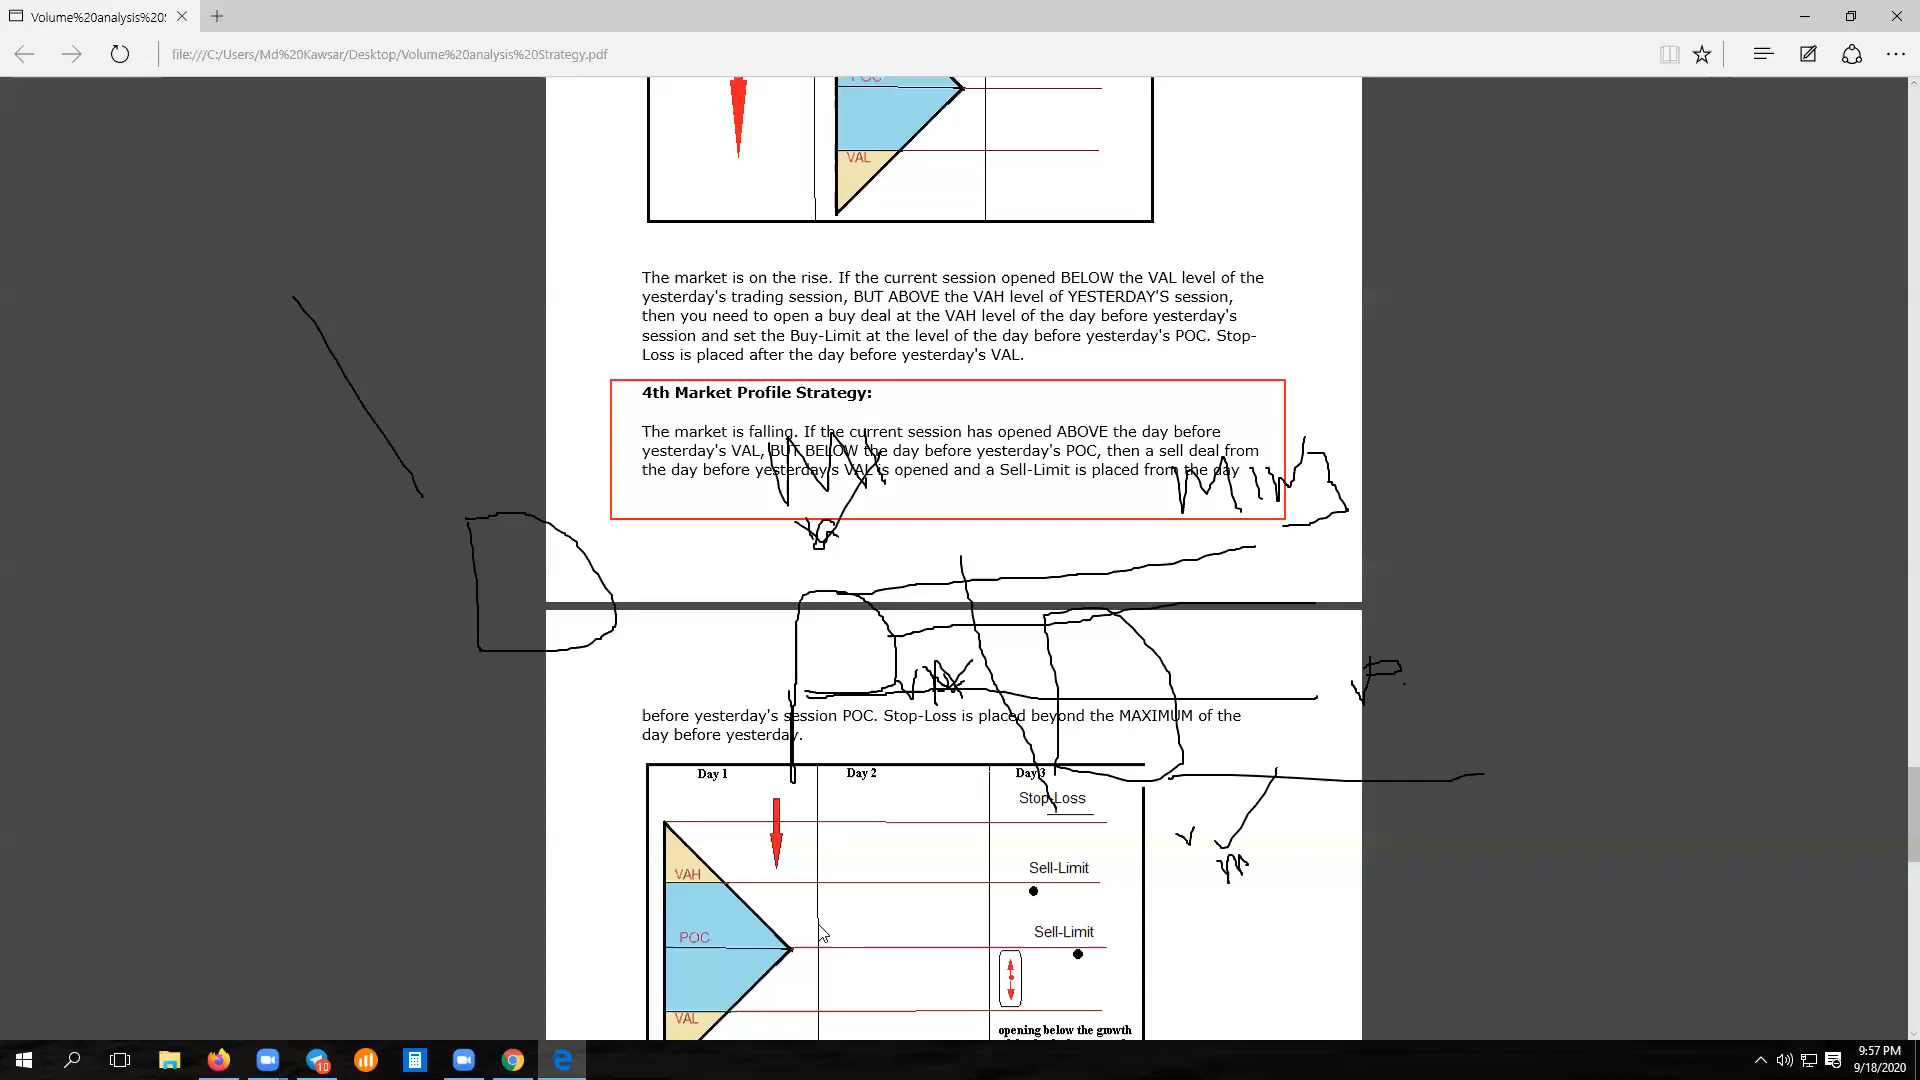 Volume%20analysis%20S
file:///C:/Users/Md%20Kawsar/Desktop/Volume%20analysis%20Strategy.pdf
POC
VAL
The market is on the rise. If the current session opened BELOW the VAL level of the
yesterday's trading session, BUT ABOVE the VAH level of YESTERDAY'S session,
then you need to open a buy deal at the VAH level of the day before yesterday's
session and set the Buy-Limit at the level of the day before yesterday's POC. Stop-
Loss is placed after the day before yesterday's VAL.
4th Market Profile Strategy:
The market is falling. If the current session has opened ABOVE the day before
yesterday's VAL, BUT BELOW the day before yesterday's POC, then a sell deal from
the day before yesterday's VAL is opened and a Sell-Limit is placed from the day
before yesterday's session POC. Stop-Loss is placed beyond the MAXIMUM of the
day before yesterday.
Day 1 Day 2 Day 3
Stop-Loss
VAH
Sell-Limit
POC
Sell-Limit
VAL
opening below the growth
10
9:57 PM
9/18/2020